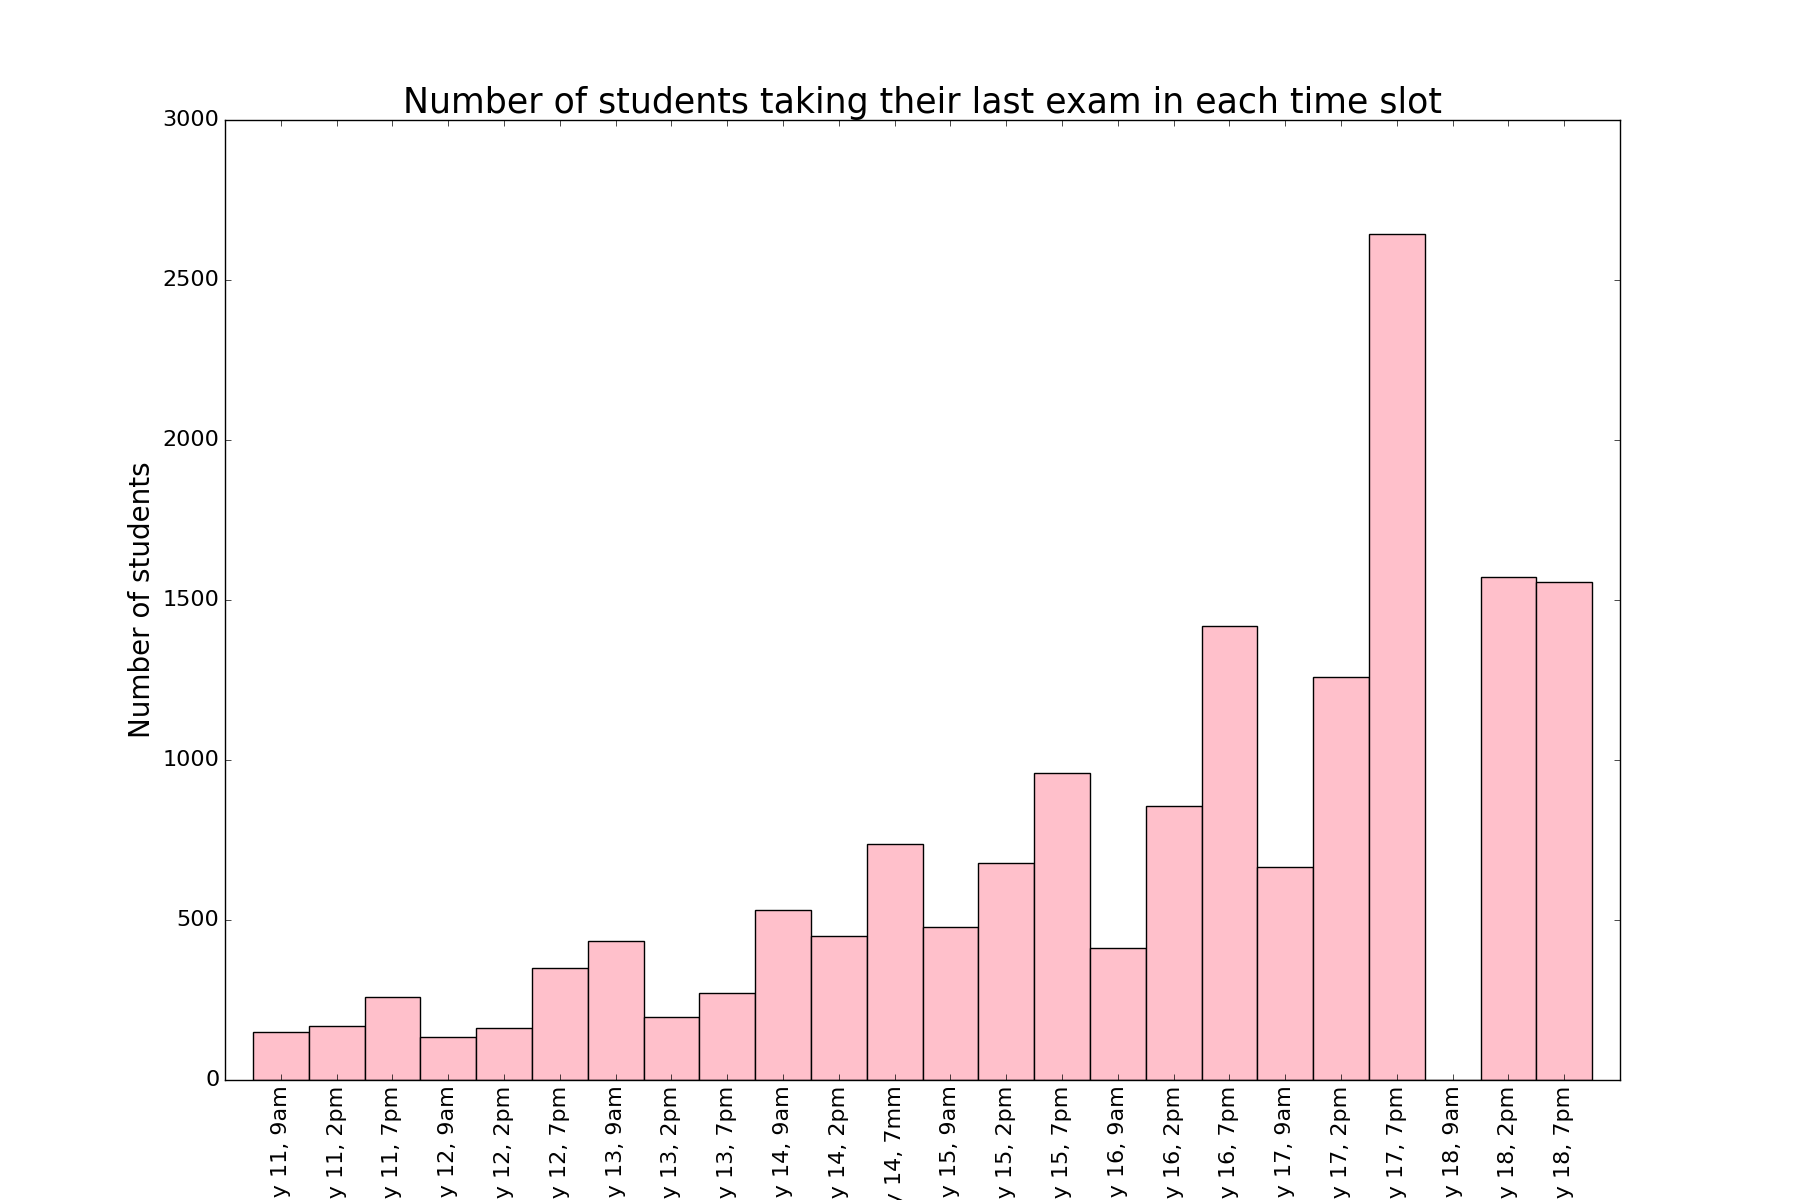 Number of students taking their last exam in each time slot
Number of students
3000
2500
2000
1500
1000
500
0
y 11, 9am
y 11, 2pm
y 11, 7pm
y 12, 9am
y 12, 2pm
y 12, 7pm
y 13, 9am
y 13, 2pm
y 13, 7pm
y 14, 9am
y 14, 2pm
y 14, 7mm
y 15, 9am
y 15, 2pm
y 15, 7pm
y 16, 9am
y 16, 2pm
y 16, 7pm
y 17, 9am
y 17, 2pm
y 17, 7pm
y 18, 9am
y 18, 2pm
y 18, 7pm